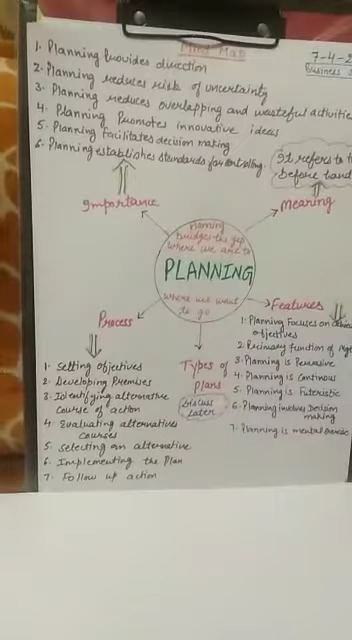 Mind Map
7-4-2
Business S
1. Planning Provides direction
2. Planning reduces risk of uncertainty
3. Planning reduces overlapping and wasteful activities
4. Planning Promotes innovative ideas
5. Planning facilitates decision making
6. Planning establishes standards for controlling.
It refers to t
before hand
Importance
Meaning
Planning
bridges the gap
where we are to
PLANNING
where we want
to go
Process
Features
1. Setting objectives
2. Developing Premises
3. Identifying alternative
course of action
4. Evaluating alternatives
courses
5. selecting an alternative
6. Implementing the Plan
7. Follow up action
Types of
plans
Discuss
Later
1. Planning Focuses on
objectives
2. Primary function of
3. Planning is Pervasive
4. Planning is Continous
5. Planning is Futeristic
6. Planning involves Decision
making
7. Planning is mental Exercise